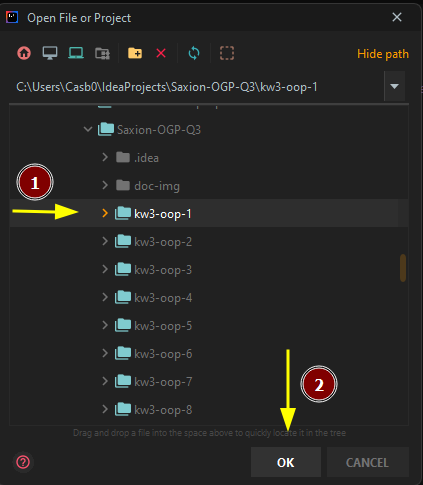 Open File or Project
Hide path
C:\Users\Casb0\IdeaProjects\Saxion-OGP-Q3\kw3-oop-1
Saxion-OGP-Q3
.idea
doc-img
1
kw3-oop-1
kw3-oop-2
kw3-oop-3
kw3-oop-4
kw3-oop-5
kw3-oop-6
kw3-oop-7
2
kw3-oop-8
Drag and drop a file into the space above to quickly locate it in the tree
?
OK
CANCEL